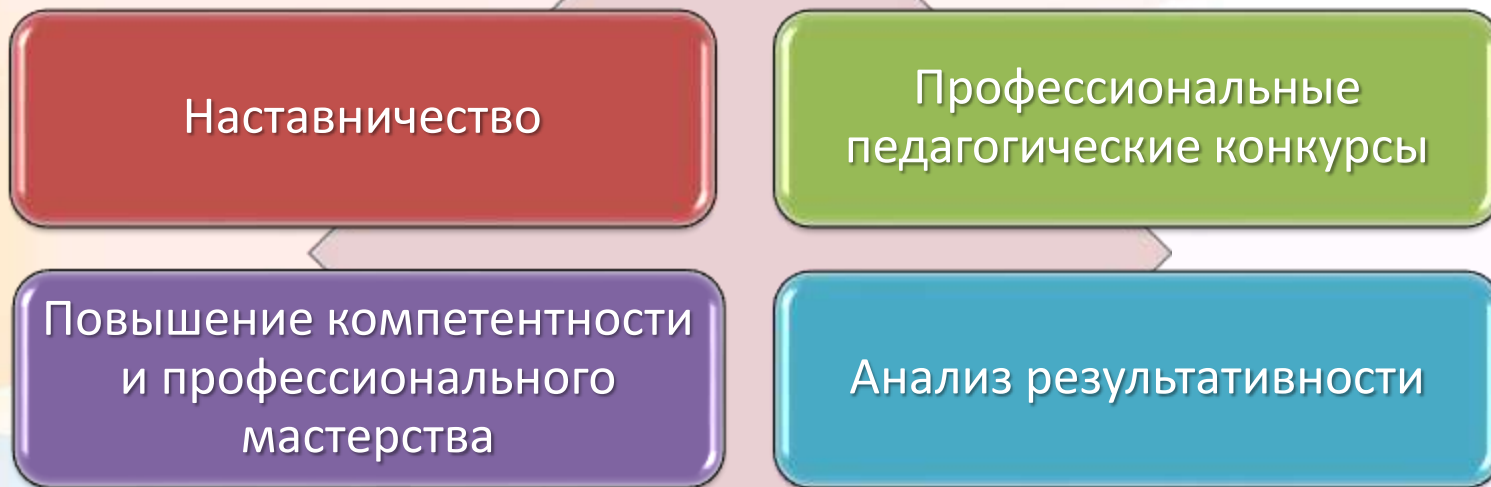 Наставничество
Профессиональные
педагогические конкурсы
Повышение компетентности
и профессионального
мастерства
Анализ результативности